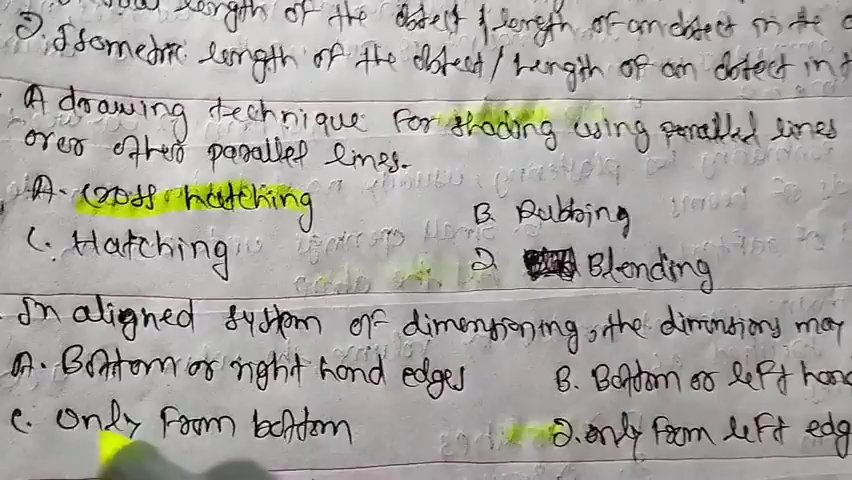 length of the object / length of an object in the
D. Isometric length of the object / Length of an object in
A drawing technique for shading using parallel lines
over other parallel lines.
A. Cross hatching
B. Rubbing
C. Hatching
D Blending
In aligned system of dimensioning, the dimensions may
A. Bottom or right hand edges
B. Bottom or left hand
C. Only from bottom
D. only from left edg